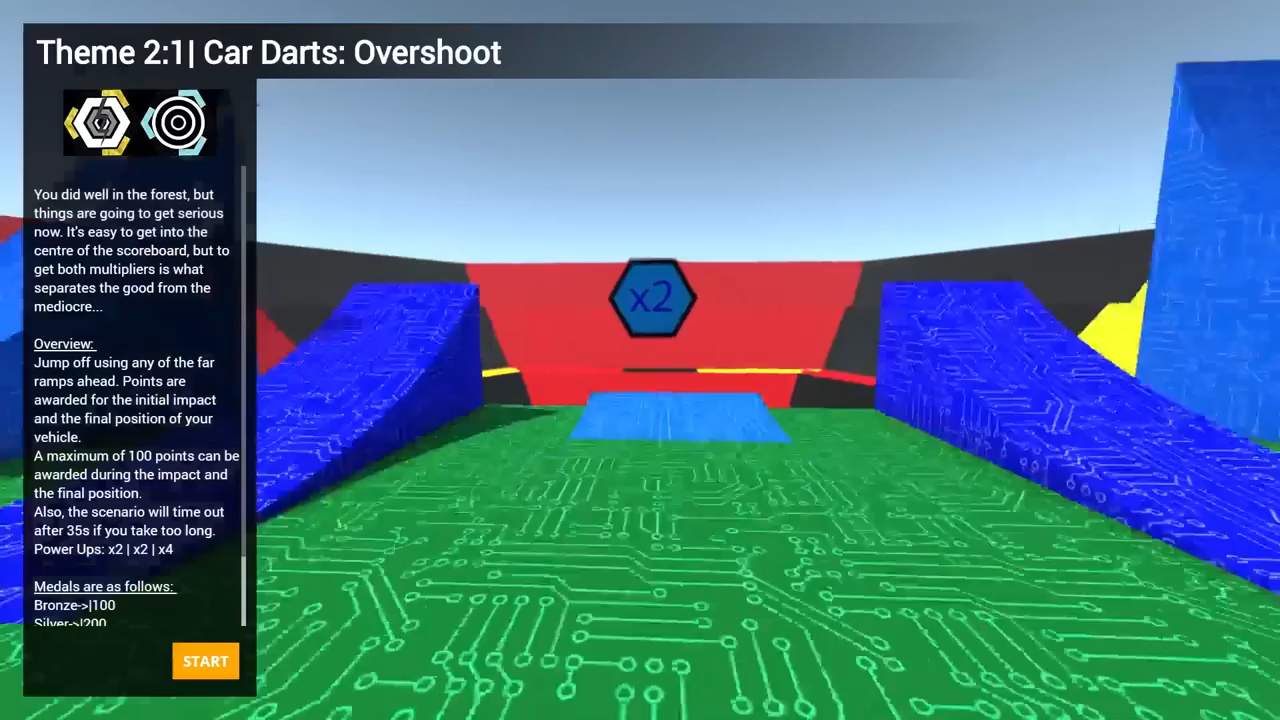 Theme 2:1| Car Darts: Overshoot
You did well in the forest, but
things are going to get serious
now. It's easy to get into the
centre of the scoreboard, but to
get both multipliers is what
separates the good from the
mediocre...
Overview:
Jump off using any of the far
ramps ahead. Points are
awarded for the initial impact
and the final position of your
vehicle.
A maximum of 100 points can be
awarded during the impact and
the final position.
Also, the scenario will time out
after 35s if you take too long.
Power Ups: x2 | x2 | x4
Medals are as follows:
Bronze->|100
Silver->|200
START
x2